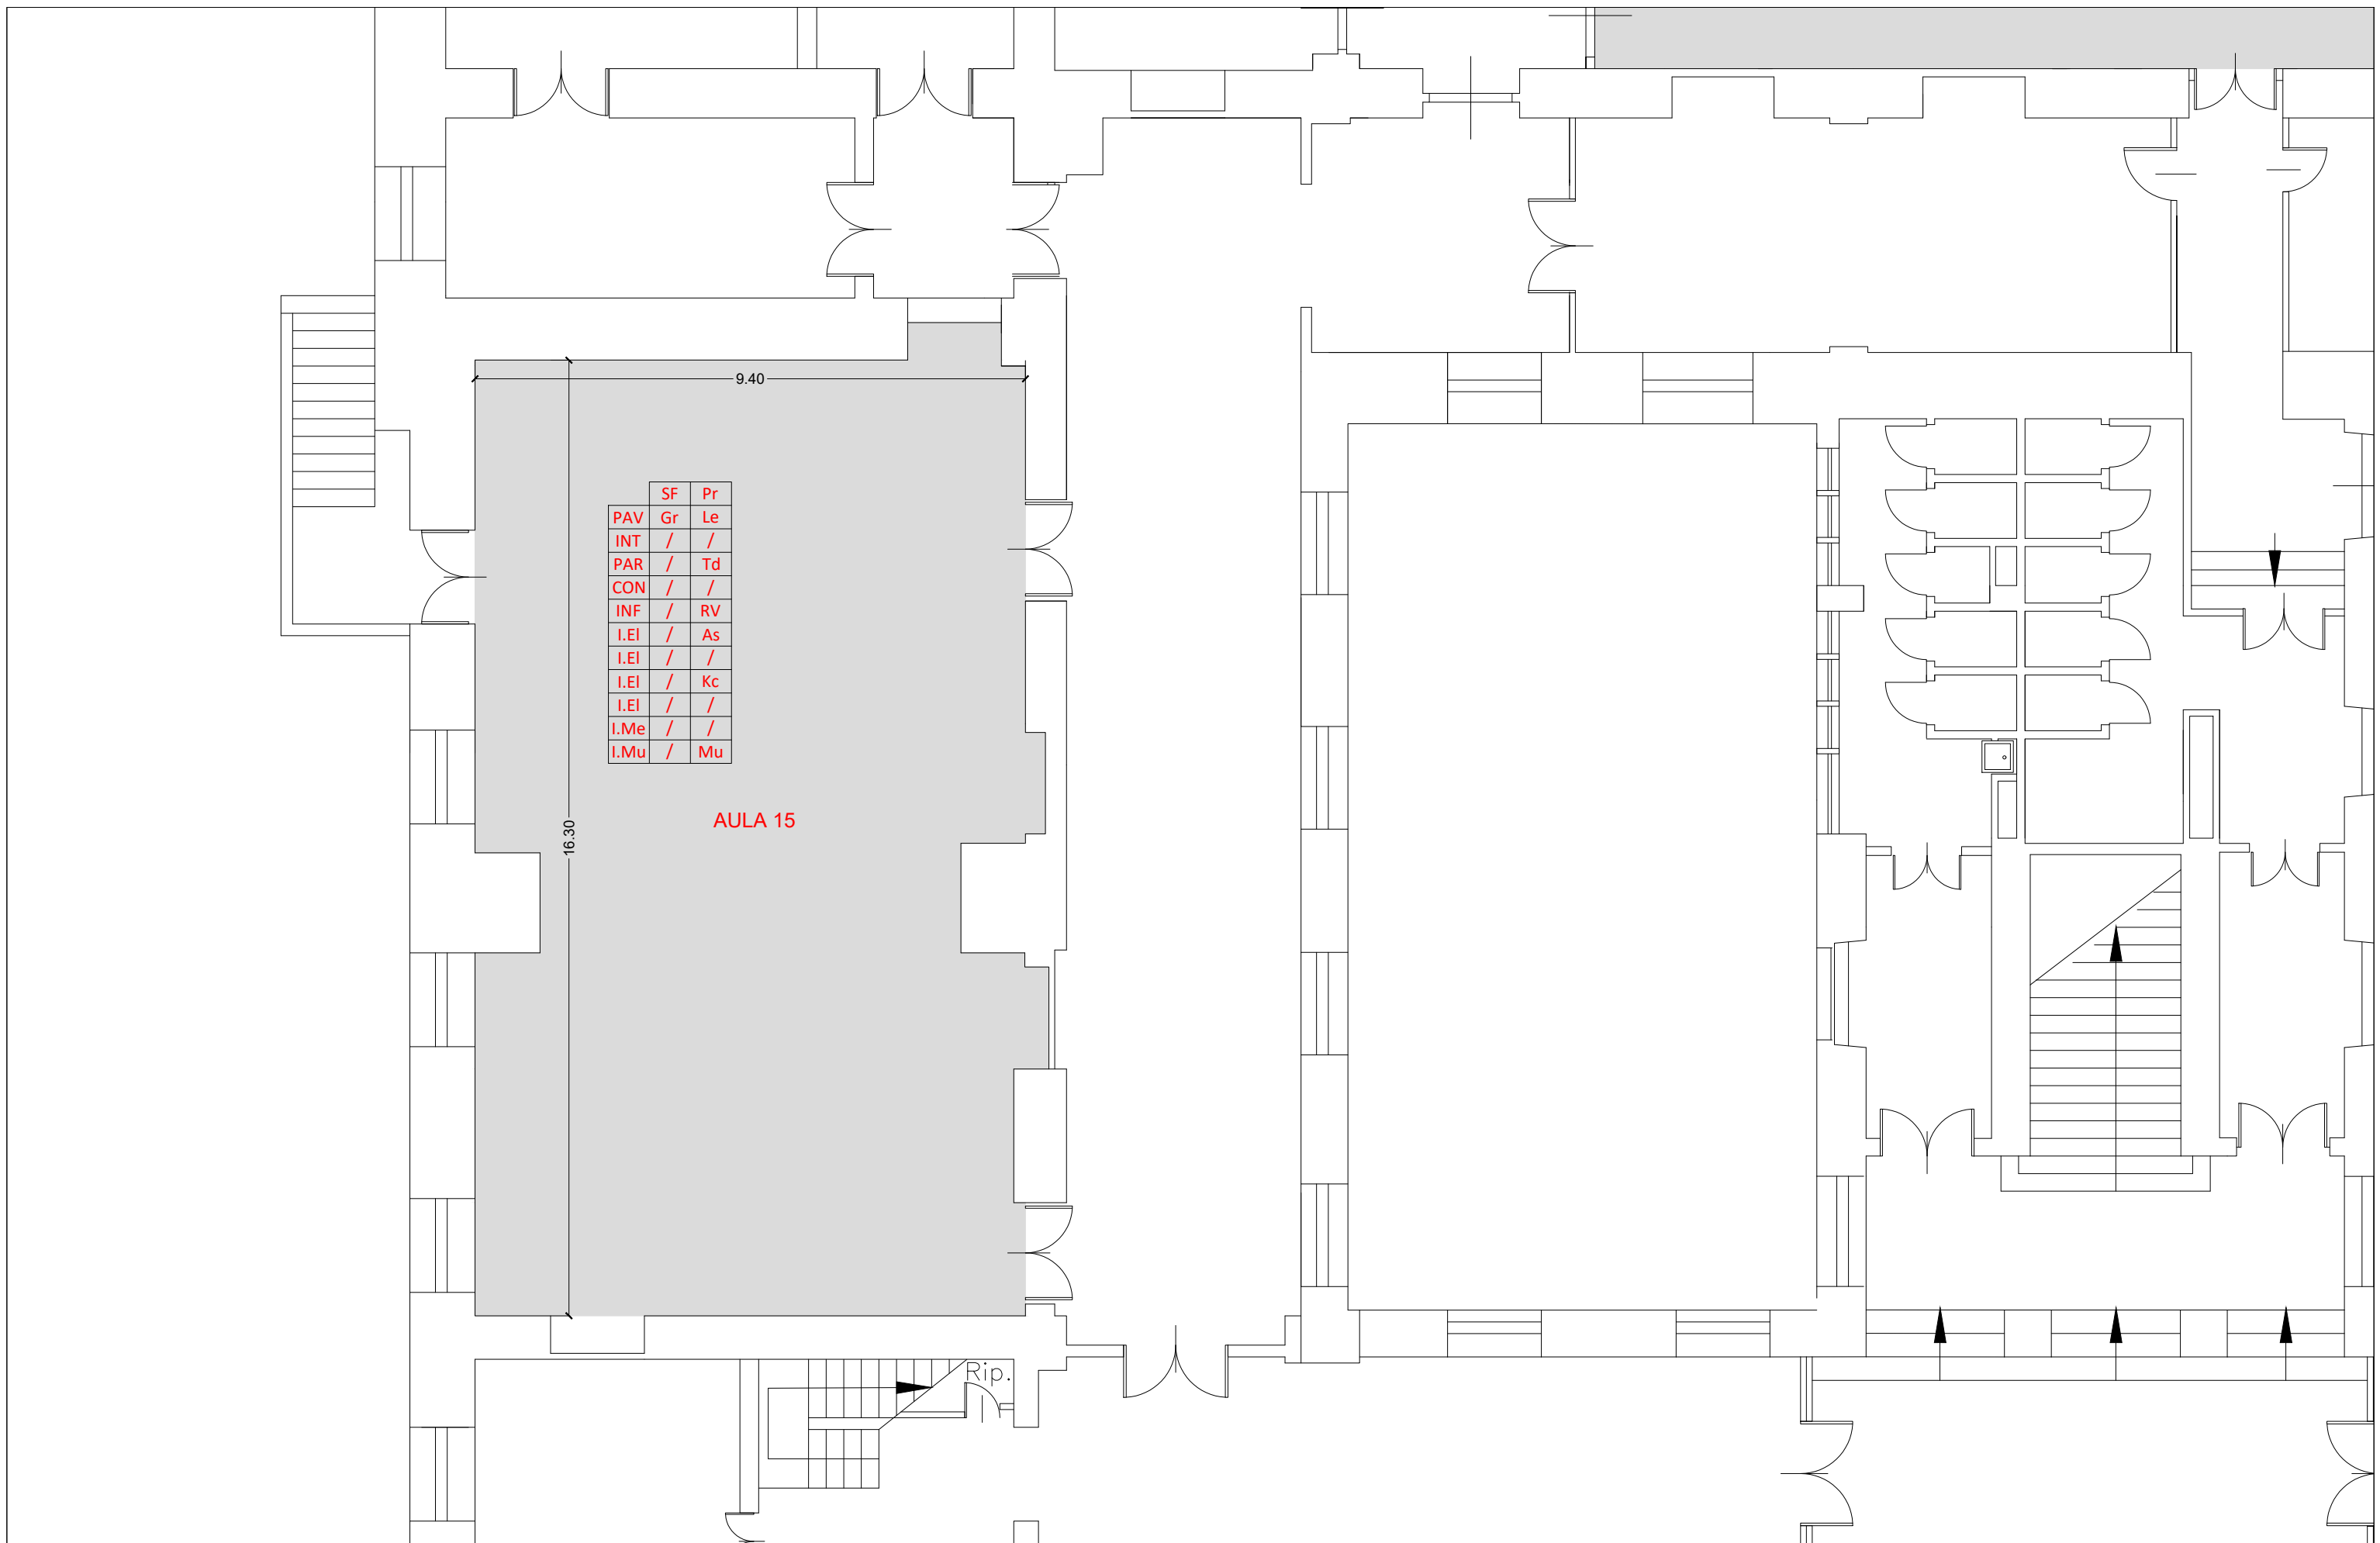 9.40
SF Pr
PAV Gr Le
INT / /
PAR / Td
CON / /
INF / RV
I.El / As
I.El / /
I.El / Kc
I.El / /
I.Me / /
I.Mu / Mu
AULA 15
16.30
Rip.